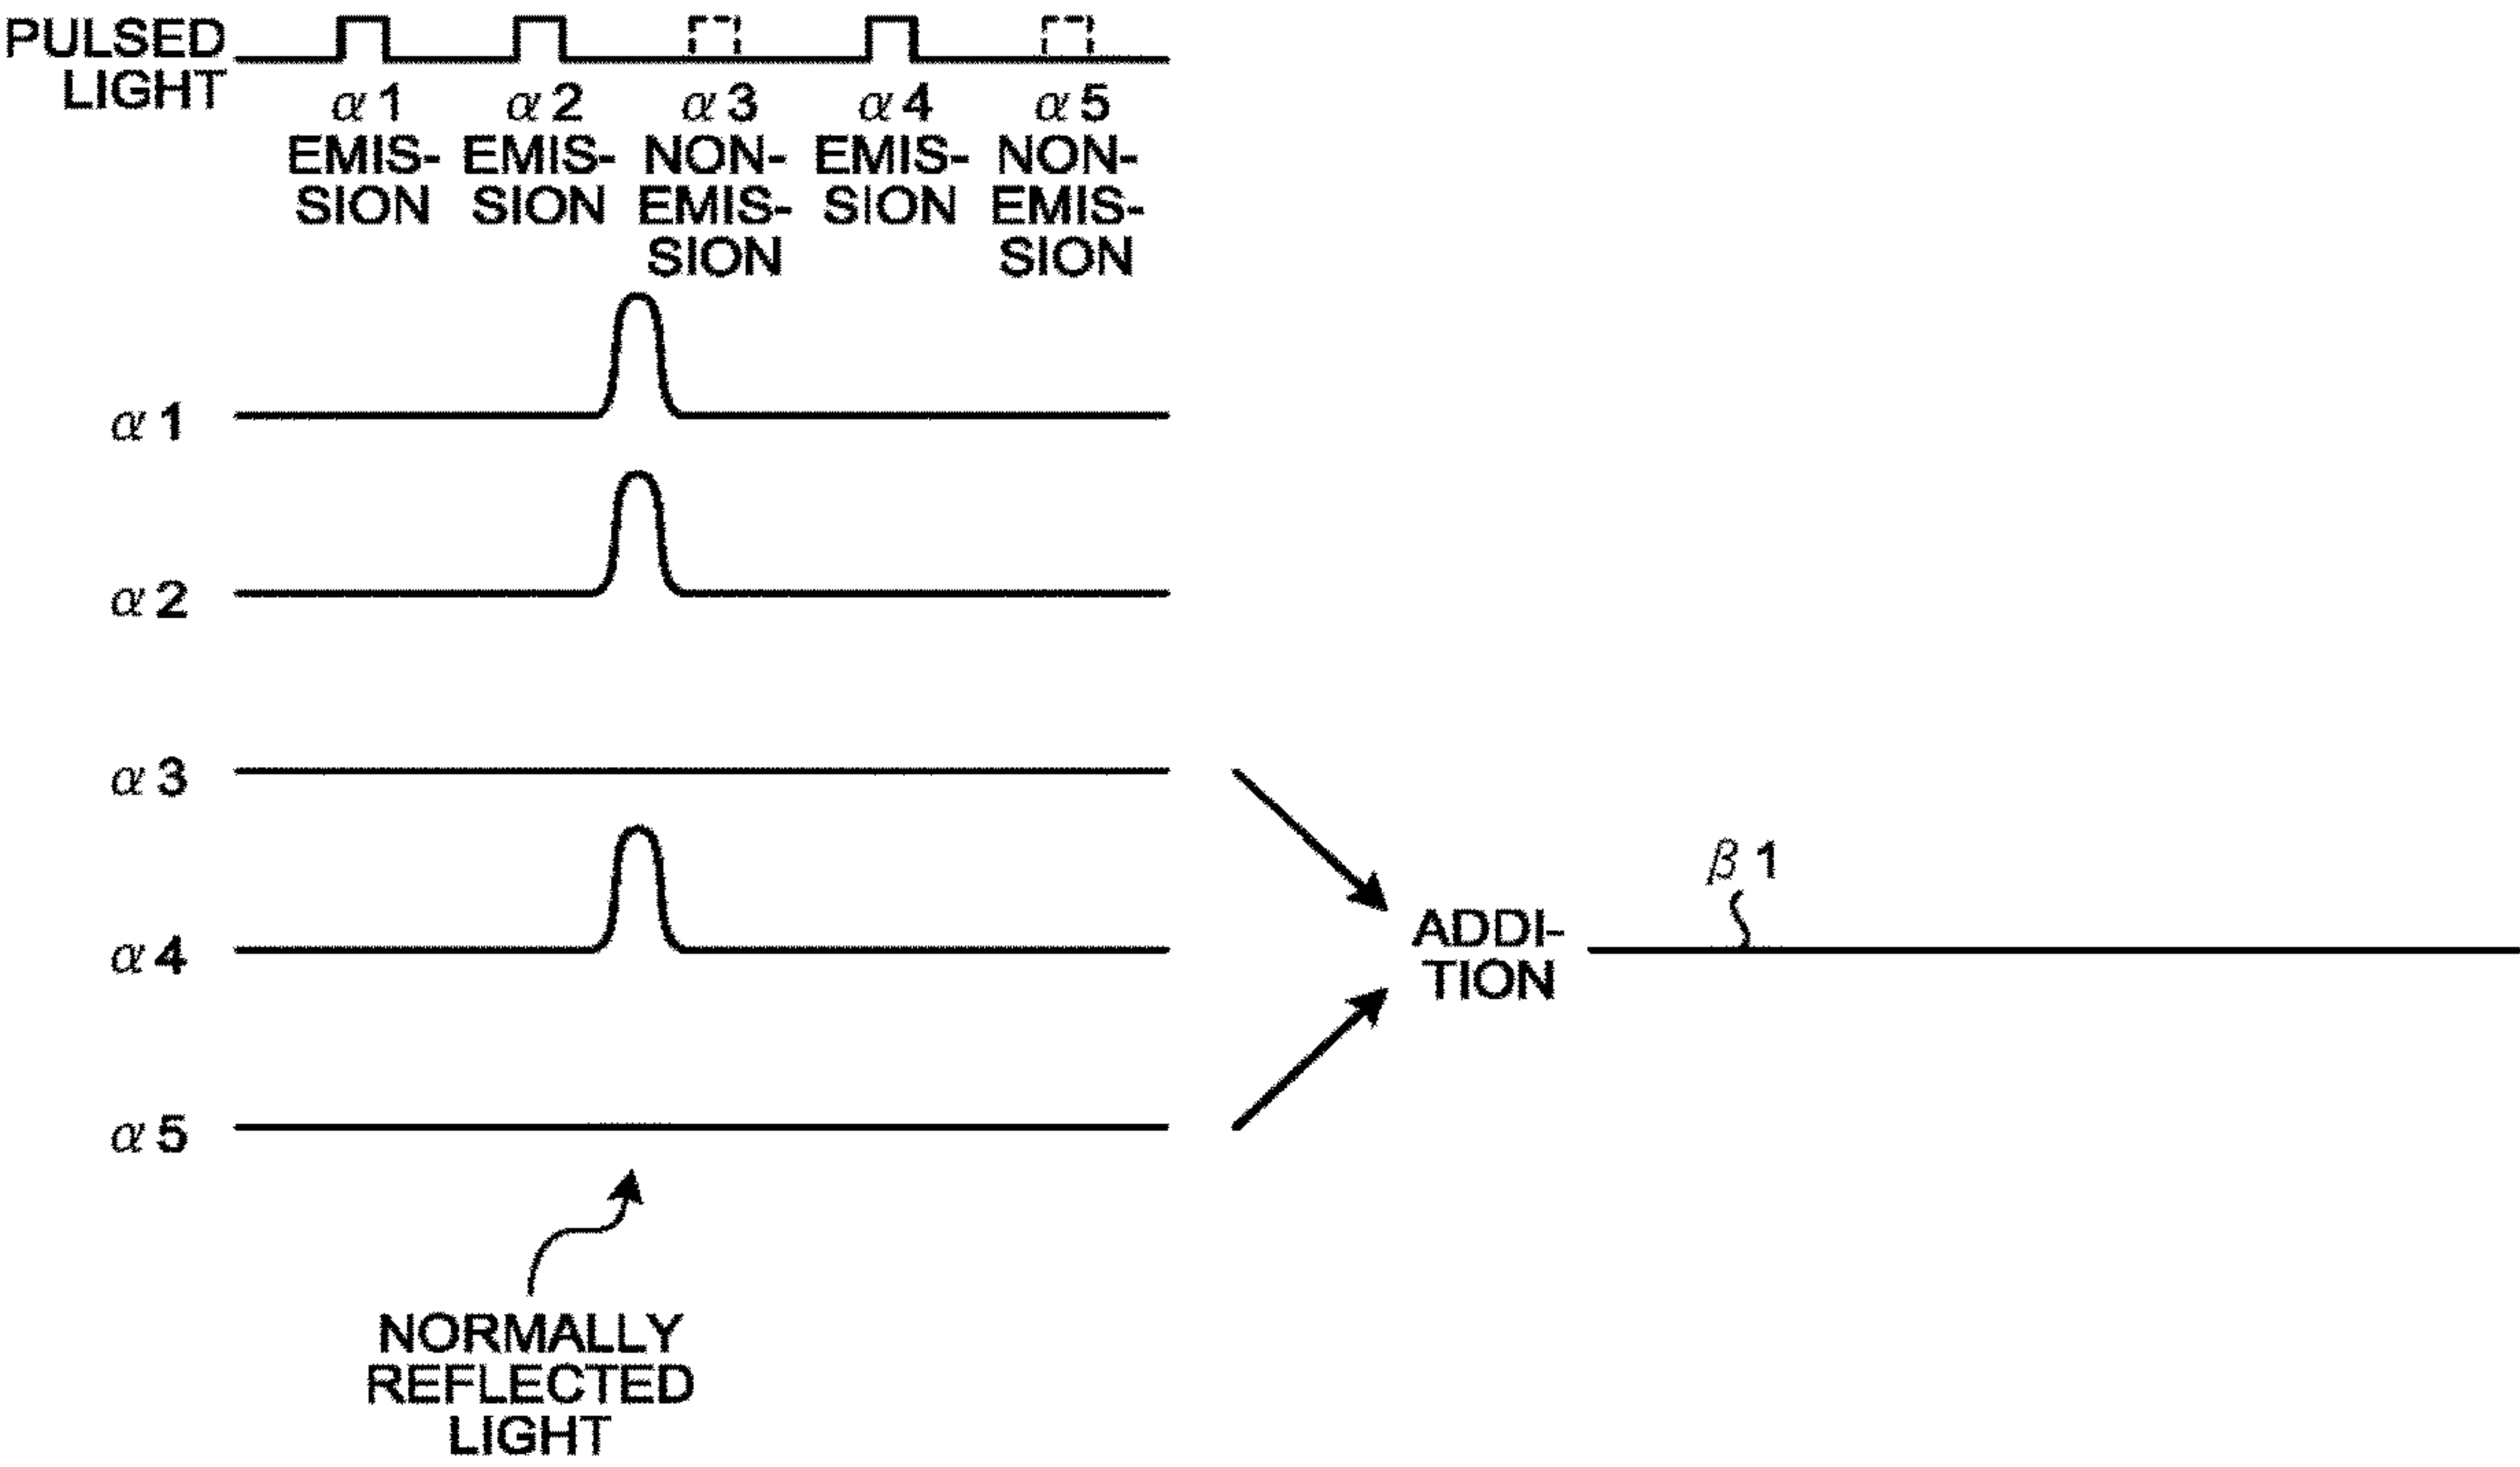 PULSED
LIGHT
α1 α2 α3 α4 α5
EMIS- EMIS- NON- EMIS- NON-
SION SION EMIS- SION EMIS-
SION SION
α1
α2
α3
α4
α5
ADDI-
TION
β1
NORMALLY
REFLECTED
LIGHT